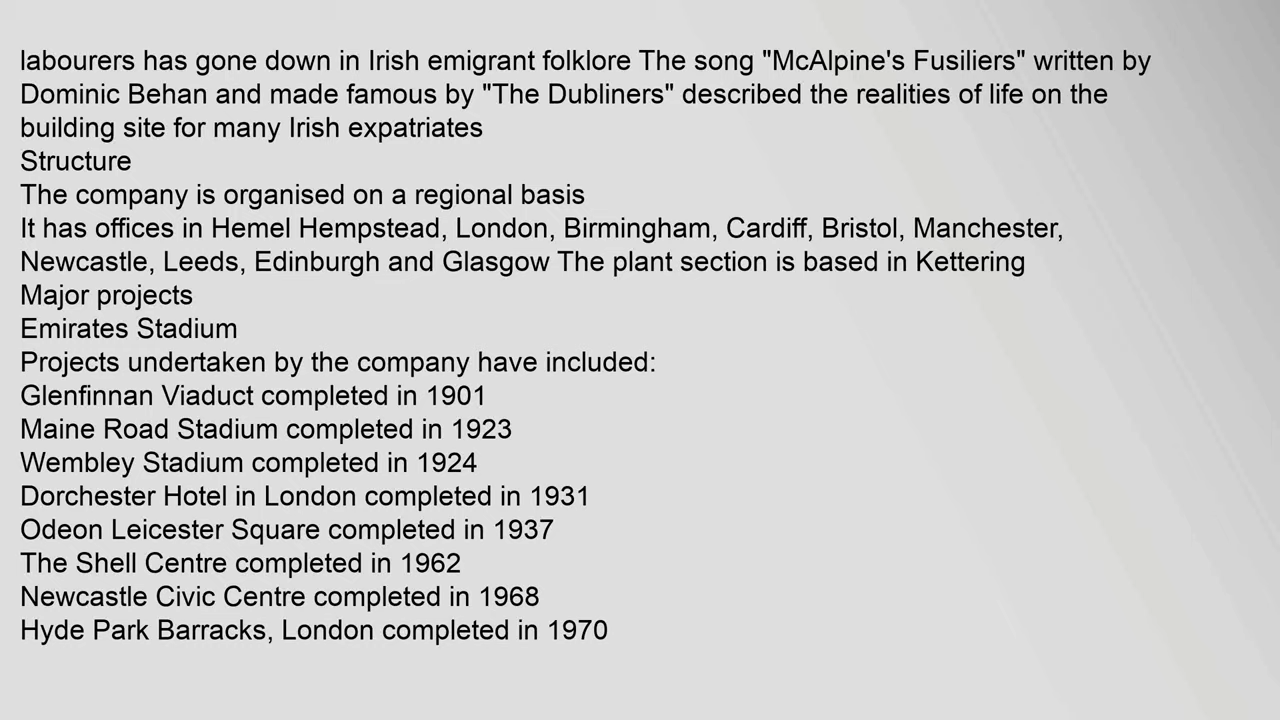 labourers has gone down in Irish emigrant folklore The song "McAlpine's Fusiliers" written by
Dominic Behan and made famous by "The Dubliners" described the realities of life on the
building site for many Irish expatriates
Structure
The company is organised on a regional basis
It has offices in Hemel Hempstead, London, Birmingham, Cardiff, Bristol, Manchester,
Newcastle, Leeds, Edinburgh and Glasgow The plant section is based in Kettering
Major projects
Emirates Stadium
Projects undertaken by the company have included:
Glenfinnan Viaduct completed in 1901
Maine Road Stadium completed in 1923
Wembley Stadium completed in 1924
Dorchester Hotel in London completed in 1931
Odeon Leicester Square completed in 1937
The Shell Centre completed in 1962
Newcastle Civic Centre completed in 1968
Hyde Park Barracks, London completed in 1970